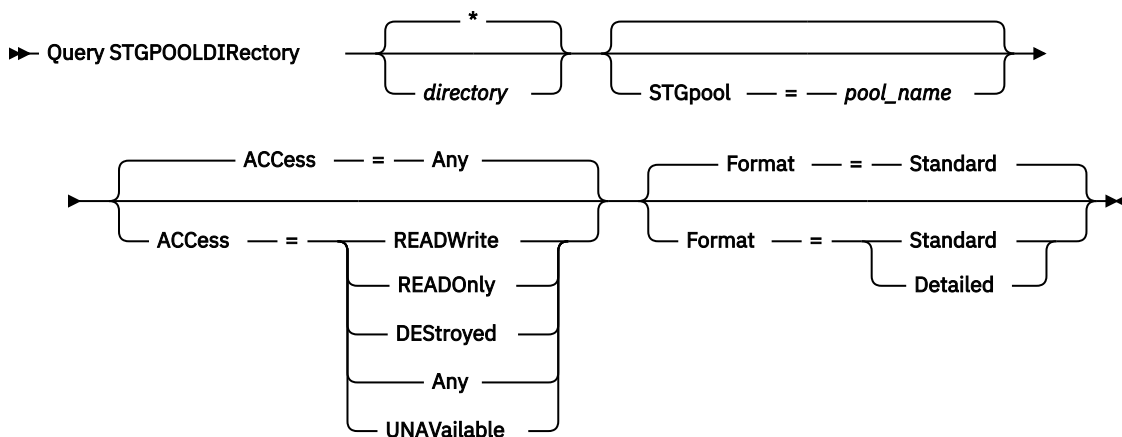 *
Query STGPOOLDIRectory
directory
STGpool = pool_name
ACCess = Any
Format = Standard
ACCess = READWrite
Format = Standard
READOnly
Detailed
DEStroyed
Any
UNAVailable